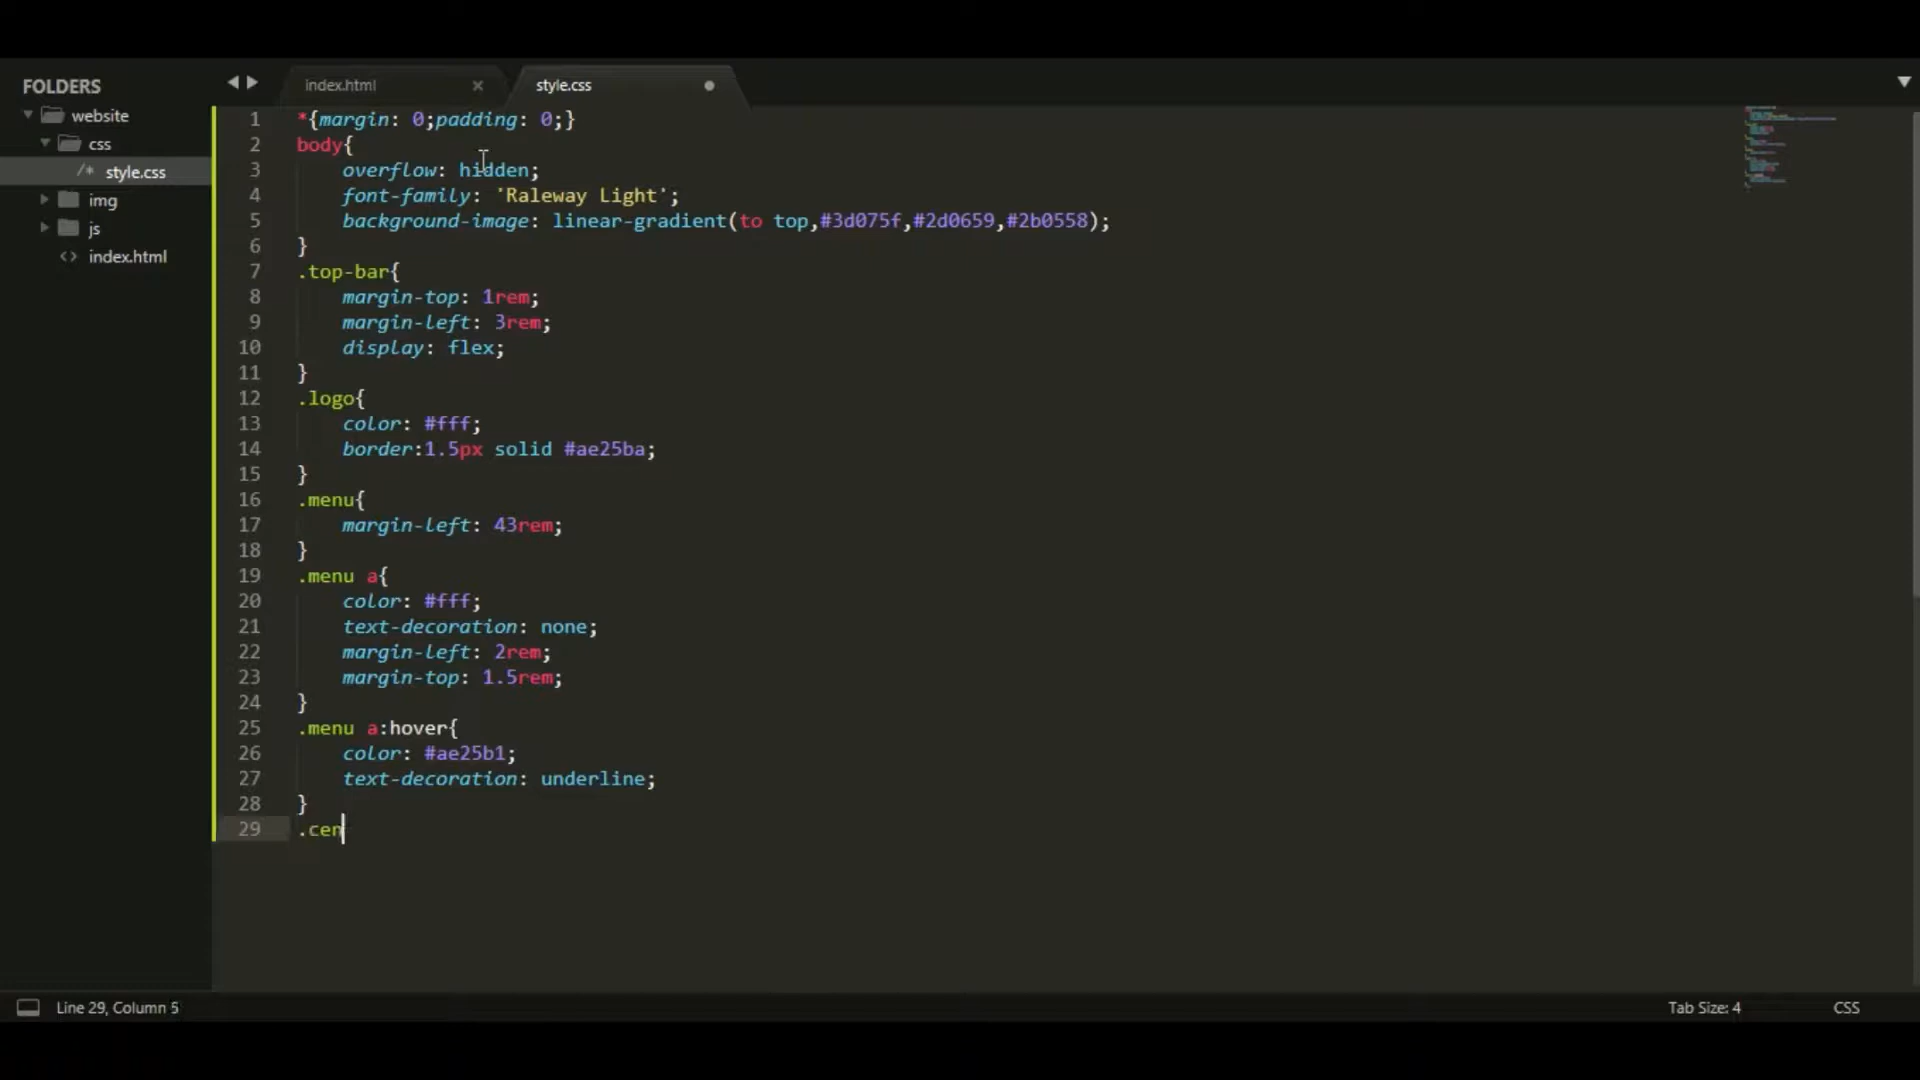 FOLDERS
website
css
/* style.css
img
js
<> index.html
index.html ×
style.css
1 *{margin: 0;padding: 0;}
2 body{
3 overflow: hidden;
4 font-family: 'Raleway Light';
5 background-image: linear-gradient(to top,#3d075f,#2d0659,#2b0558);
6 }
7 .top-bar{
8 margin-top: 1rem;
9 margin-left: 3rem;
10 display: flex;
11 }
12 .logo{
13 color: #fff;
14 border:1.5px solid #ae25ba;
15 }
16 .menu{
17 margin-left: 43rem;
18 }
19 .menu a{
20 color: #fff;
21 text-decoration: none;
22 margin-left: 2rem;
23 margin-top: 1.5rem;
24 }
25 .menu a:hover{
26 color: #ae25b1;
27 text-decoration: underline;
28 }
29 .cen
Line 29, Column 5
Tab Size: 4
CSS